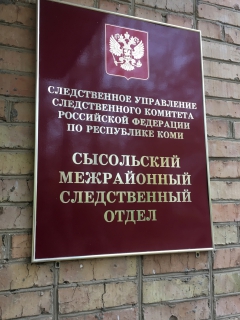 СЛЕДСТВЕННОЕ УПРАВЛЕНИЕ
СЛЕДСТВЕННОГО КОМИТЕТА
РОССИЙСКОЙ ФЕДЕРАЦИИ
ПО РЕСПУБЛИКЕ КОМИ
СЫСОЛЬСКИЙ
МЕЖРАЙОННЫЙ
СЛЕДСТВЕННЫЙ
ОТДЕЛ